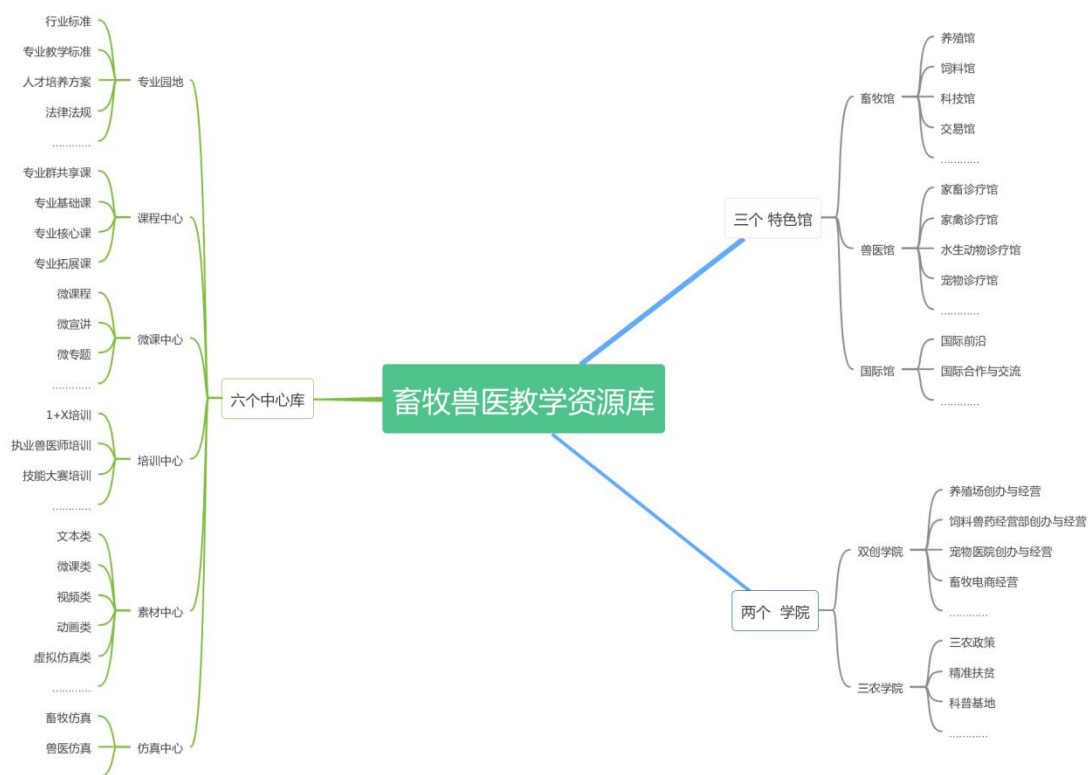 畜牧兽医教学资源库
六个中心库
专业园地
行业标准
专业教学标准
人才培养方案
法律法规
…………
课程中心
专业群共享课
专业基础课
专业核心课
专业拓展课
微课中心
微课程
微宣讲
微专题
…………
培训中心
1+X培训
执业兽医师培训
技能大赛培训
…………
素材中心
文本类
微课类
视频类
动画类
虚拟仿真类
…………
仿真中心
畜牧仿真
兽医仿真
三个 特色馆
畜牧馆
养殖馆
饲料馆
科技馆
交易馆
…………
兽医馆
家畜诊疗馆
家禽诊疗馆
水生动物诊疗馆
宠物诊疗馆
…………
国际馆
国际前沿
国际合作与交流
…………
两个 学院
双创学院
养殖场创办与经营
饲料兽药经营部创办与经营
宠物医院创办与经营
畜牧电商经营
…………
三农学院
三农政策
精准扶贫
科普基地
…………